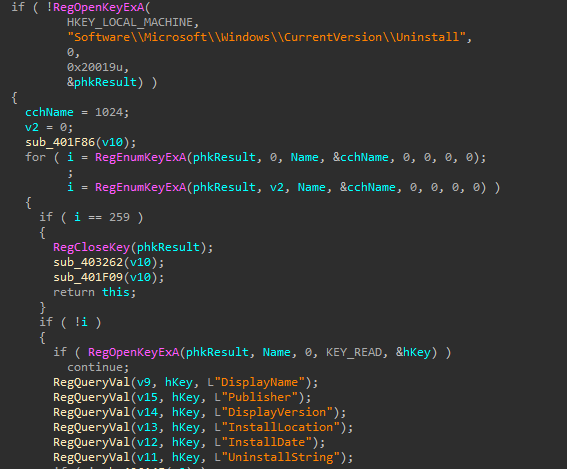 if ( !RegOpenKeyExA(
HKEY_LOCAL_MACHINE,
"Software\\Microsoft\\Windows\\CurrentVersion\\Uninstall",
0,
0x20019u,
&phkResult) )
{
cchName = 1024;
v2 = 0;
sub_401F86(v10);
for ( i = RegEnumKeyExA(phkResult, 0, Name, &cchName, 0, 0, 0, 0);
;
i = RegEnumKeyExA(phkResult, v2, Name, &cchName, 0, 0, 0, 0) )
{
if ( i == 259 )
{
RegCloseKey(phkResult);
sub_403262(v10);
sub_401F09(v10);
return this;
}
if ( !i )
{
if ( RegOpenKeyExA(phkResult, Name, 0, KEY_READ, &hKey) )
continue;
RegQueryVal(v9, hKey, L"DisplayName");
RegQueryVal(v15, hKey, L"Publisher");
RegQueryVal(v14, hKey, L"DisplayVersion");
RegQueryVal(v13, hKey, L"InstallLocation");
RegQueryVal(v12, hKey, L"InstallDate");
RegQueryVal(v11, hKey, L"UninstallString");